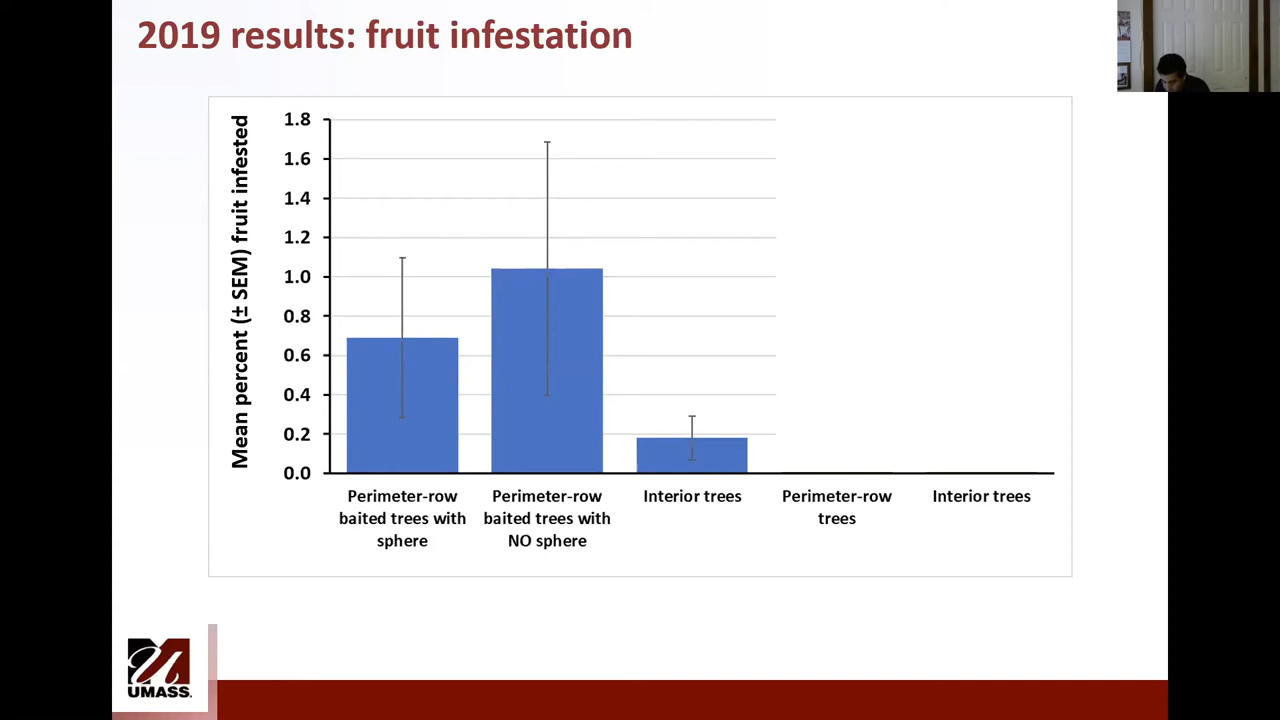 2019 results: fruit infestation
Mean percent (± SEM) fruit infested
1.8
1.6
1.4
1.2
1.0
0.8
0.6
0.4
0.2
0.0
Perimeter-row
baited trees with
sphere
Perimeter-row
baited trees with
NO sphere
Interior trees
Perimeter-row
trees
Interior trees
UMASS.